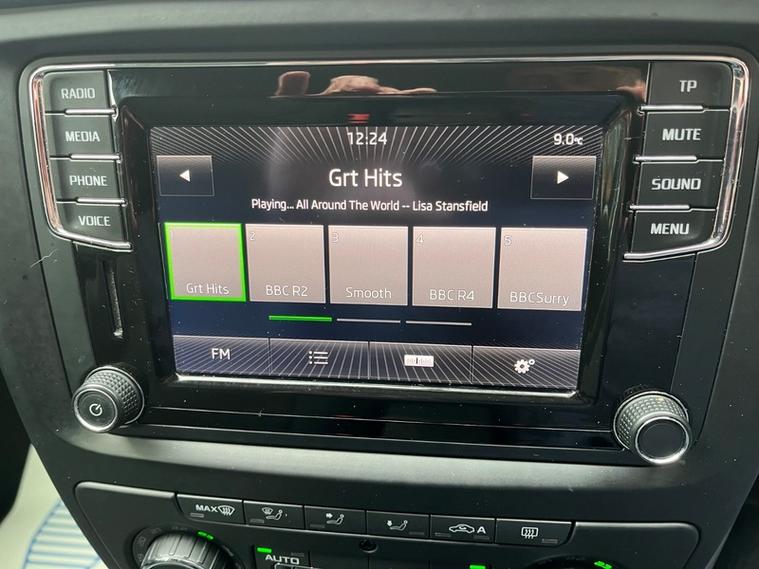 RADIO
MEDIA
PHONE
VOICE
TP
MUTE
SOUND
MENU
12:24
9.0°C
Grt Hits
Playing... All Around The World -- Lisa Stansfield
1
2
3
4
5
Grt Hits
BBC R2
Smooth
BBC R4
BBCSurry
FM
MAX
A
AUTO